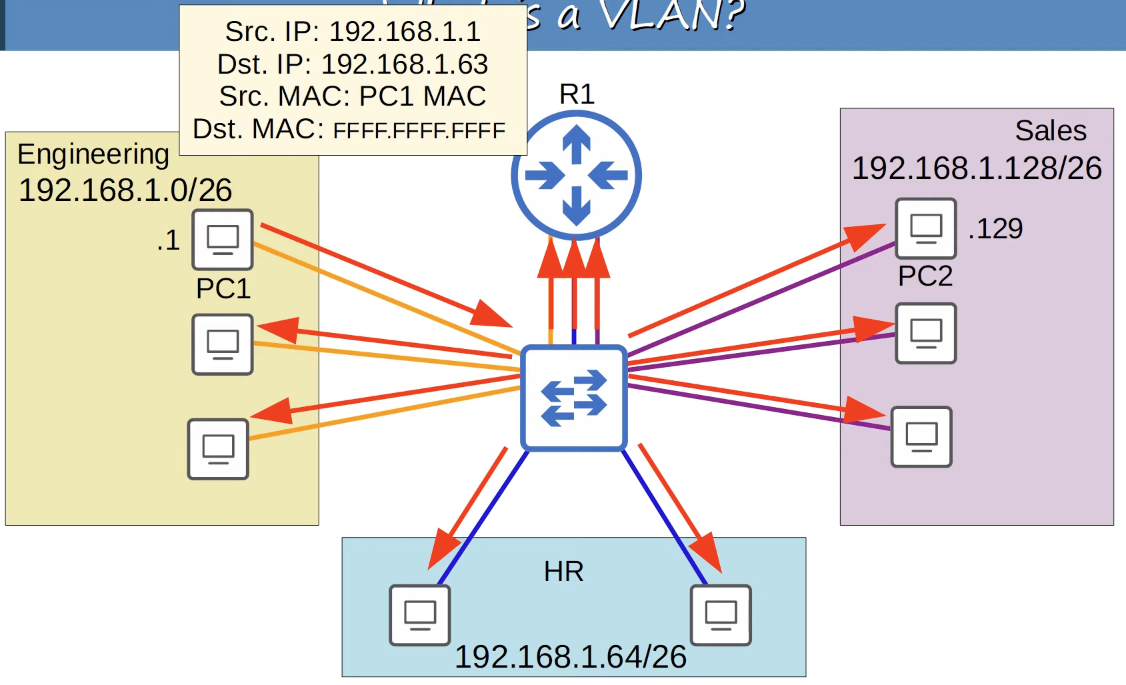 is a VLAN?
Src. IP: 192.168.1.1
Dst. IP: 192.168.1.63
Src. MAC: PC1 MAC
Dst. MAC: FFFF.FFFF.FFFF
R1
Engineering
192.168.1.0/26
.1
PC1
Sales
192.168.1.128/26
.129
PC2
HR
192.168.1.64/26